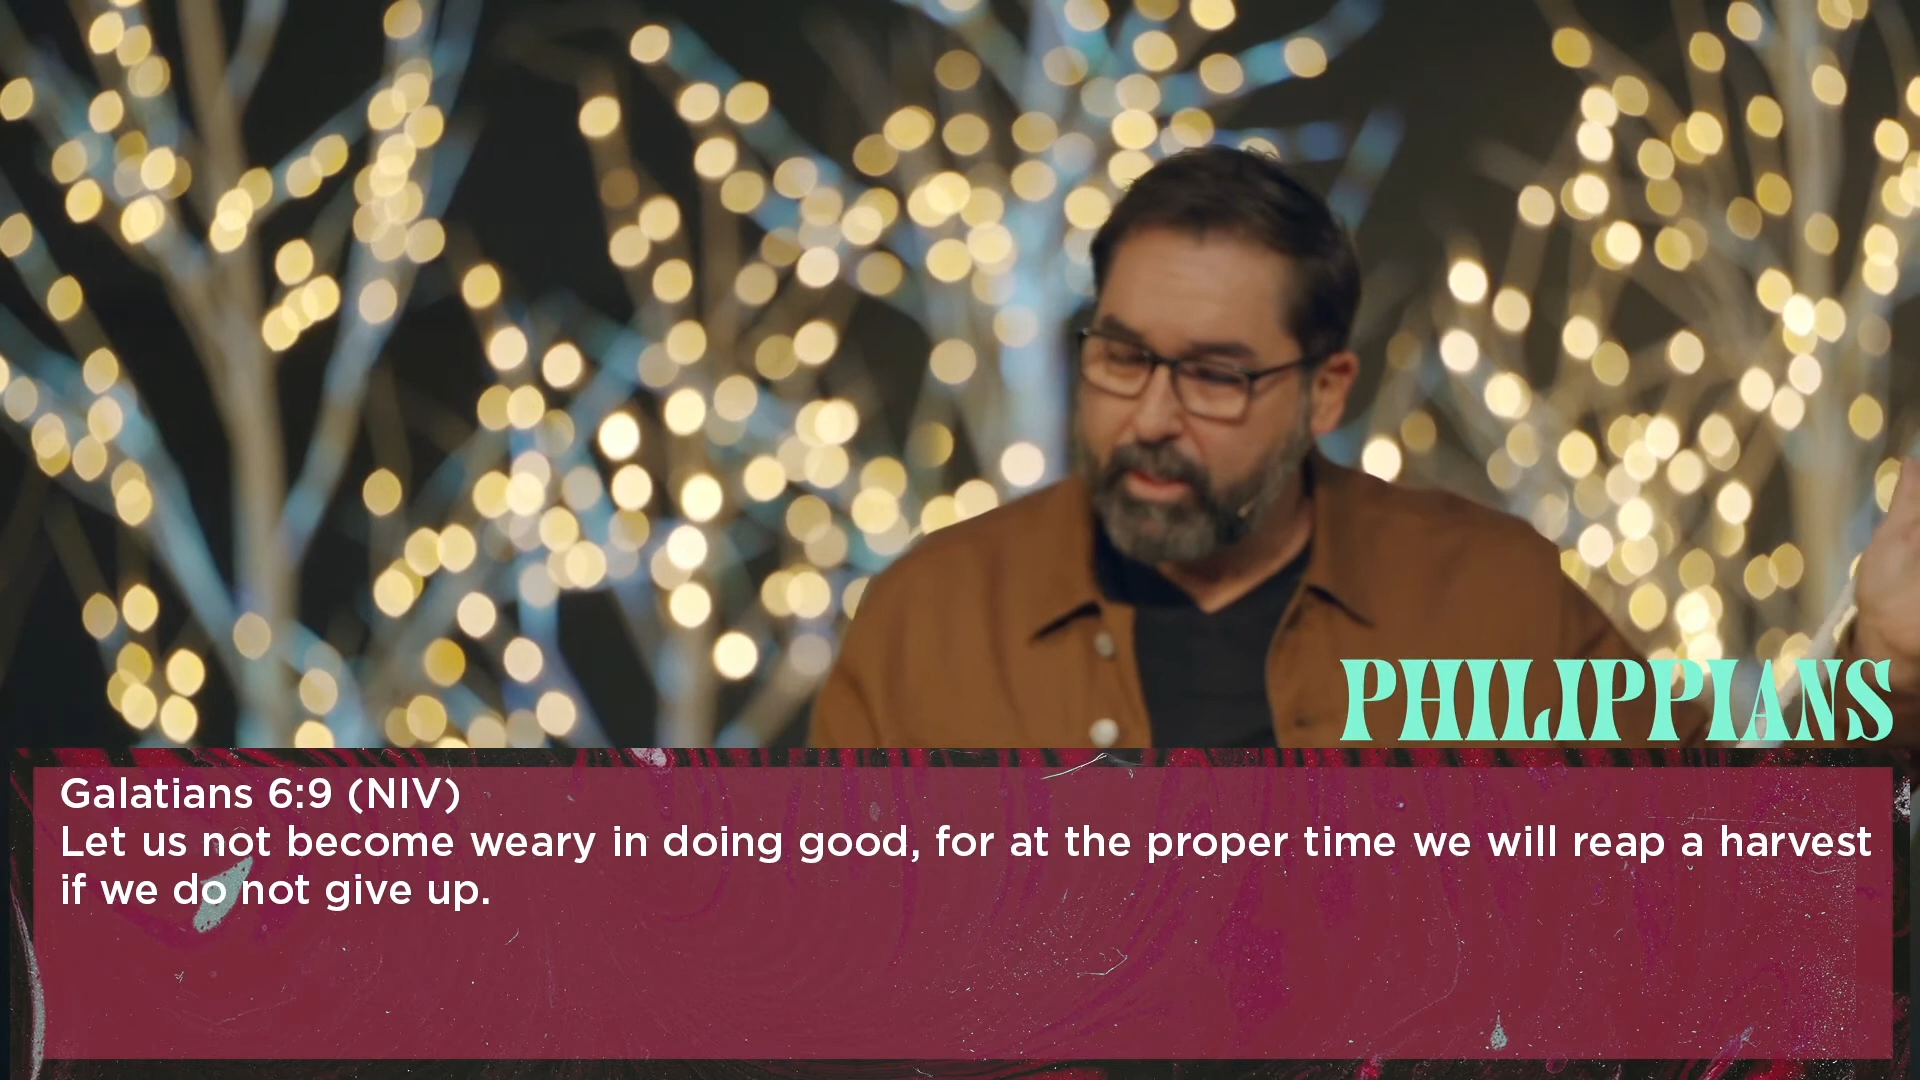 PHILIPPIANS
Galatians 6:9 (NIV)
Let us not become weary in doing good, for at the proper time we will reap a harvest
if we do not give up.